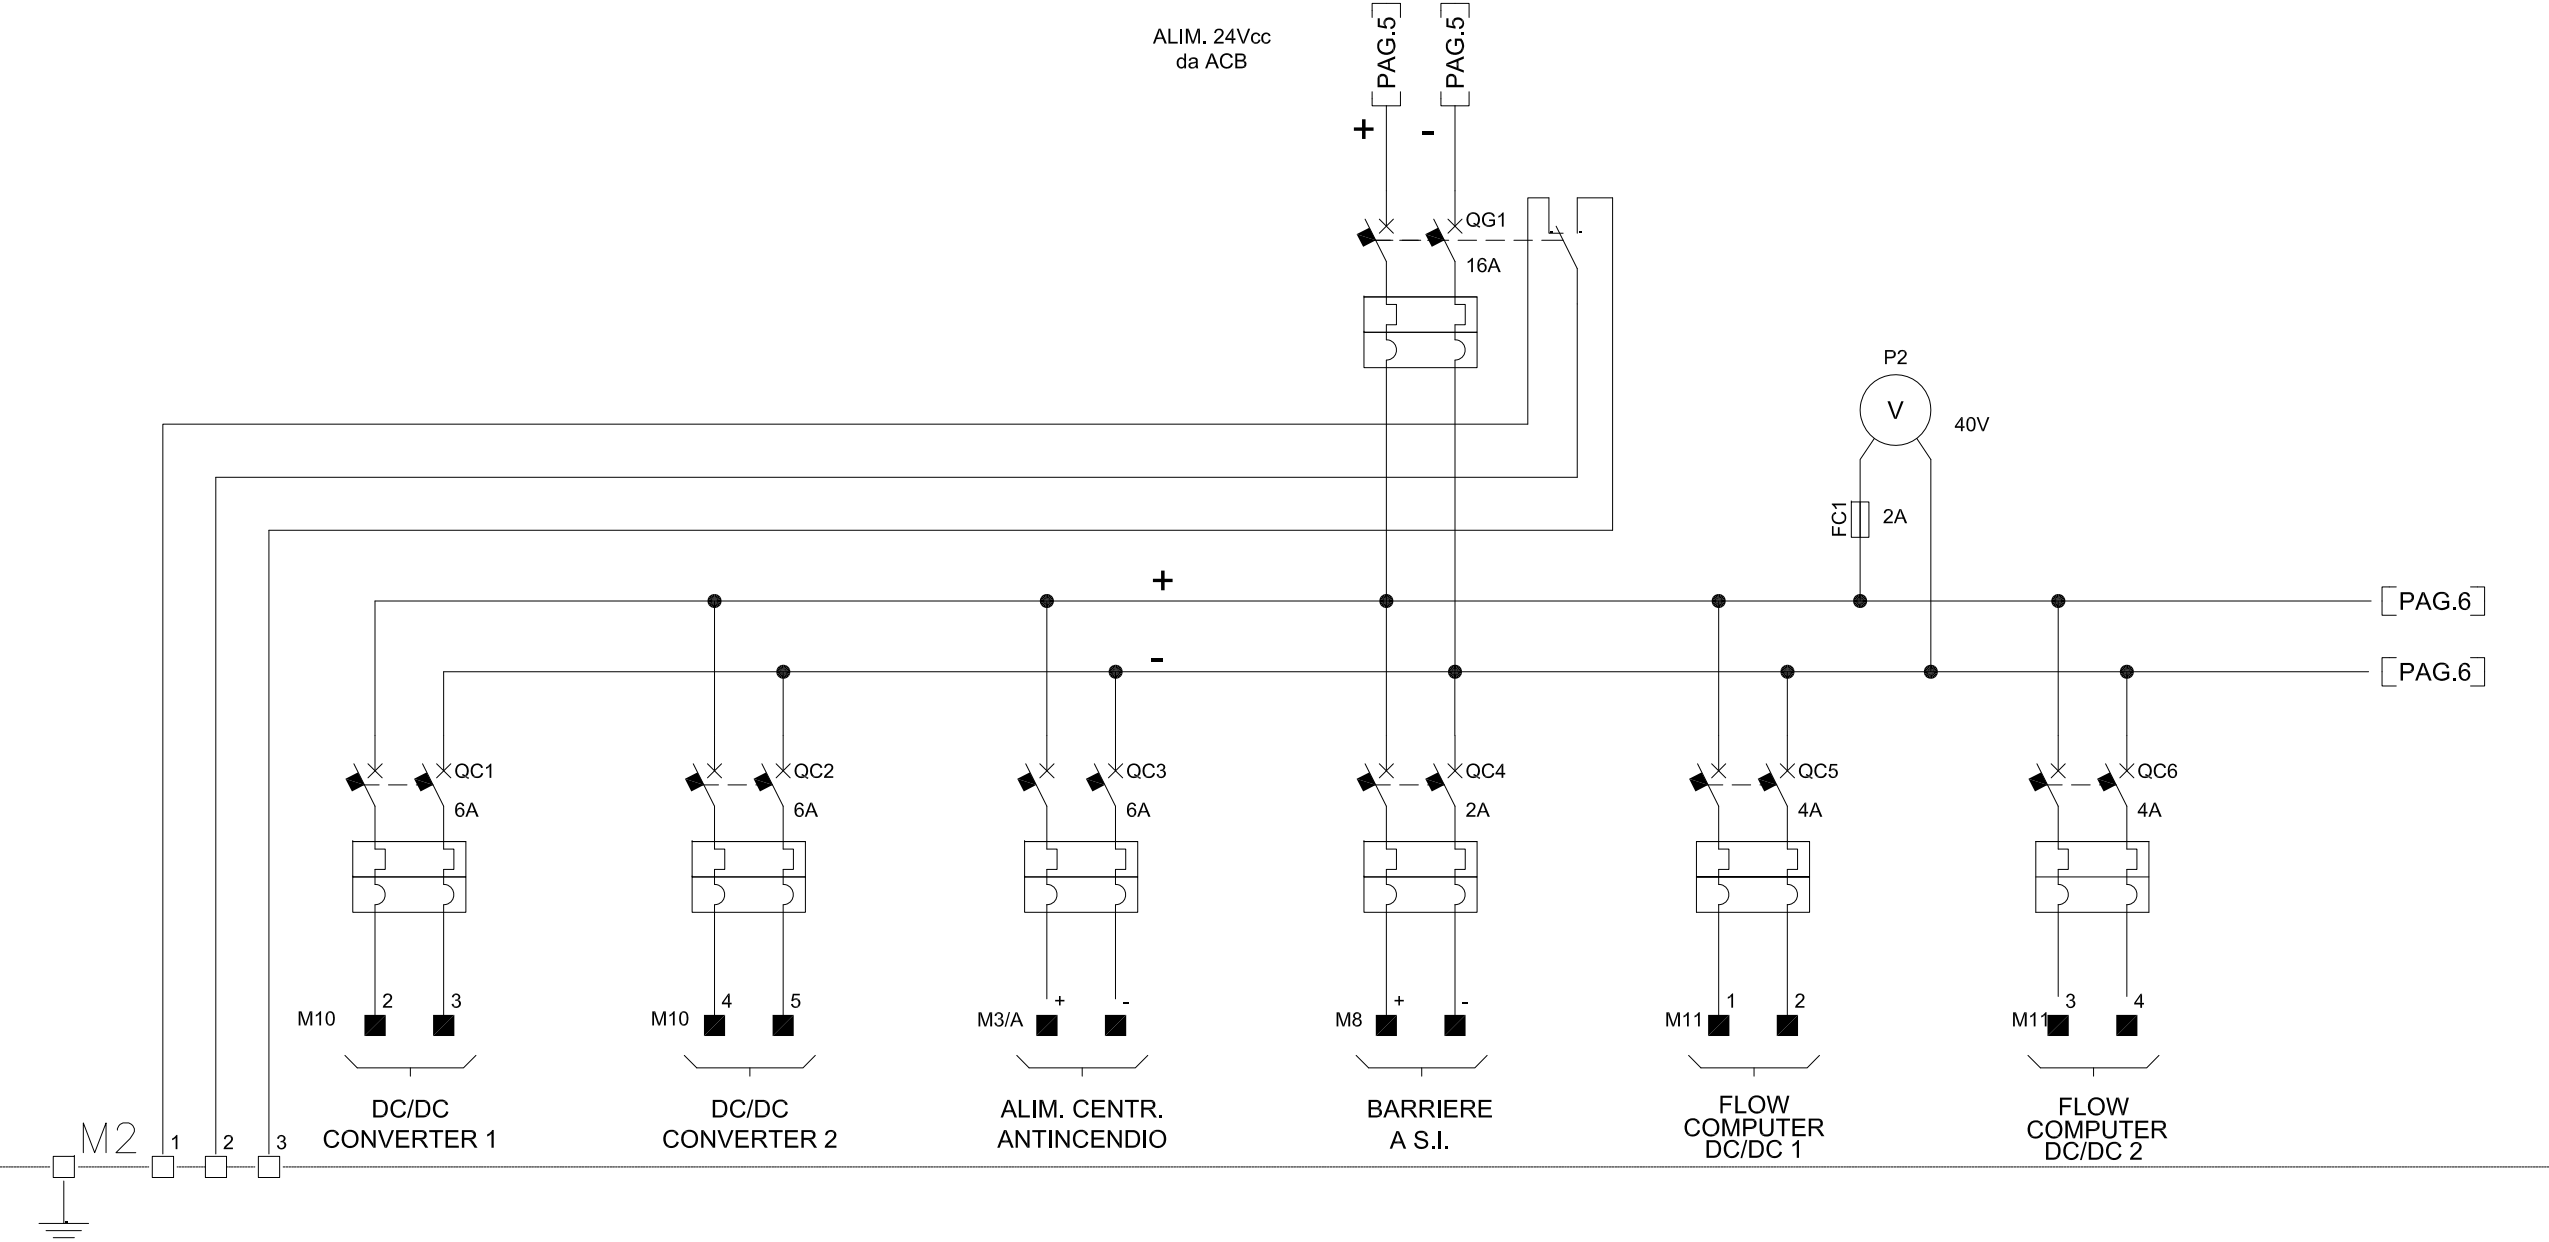 ALIM. 24Vcc
da ACB
PAG.5
PAG.5
+
-
QG1
16A
P2
V
40V
FC1
2A
+
PAG.6
-
PAG.6
QC1
6A
QC2
6A
QC3
6A
QC4
2A
QC5
4A
QC6
4A
M10
2
3
M10
4
5
M3/A
+
-
M8
+
-
M11
1
2
M11
3
4
DC/DC
CONVERTER 1
DC/DC
CONVERTER 2
ALIM. CENTR.
ANTINCENDIO
BARRIERE
A S.I.
FLOW
COMPUTER
DC/DC 1
FLOW
COMPUTER
DC/DC 2
M2
1
2
3